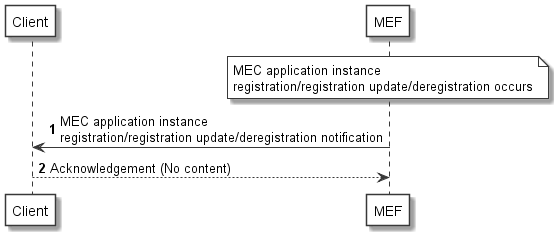 Client
MEF
MEC application instance
registration/registration update/deregistration occurs
MEC application instance
1
registration/registration update/deregistration notification
2 Acknowledgement (No content)
Client
MEF